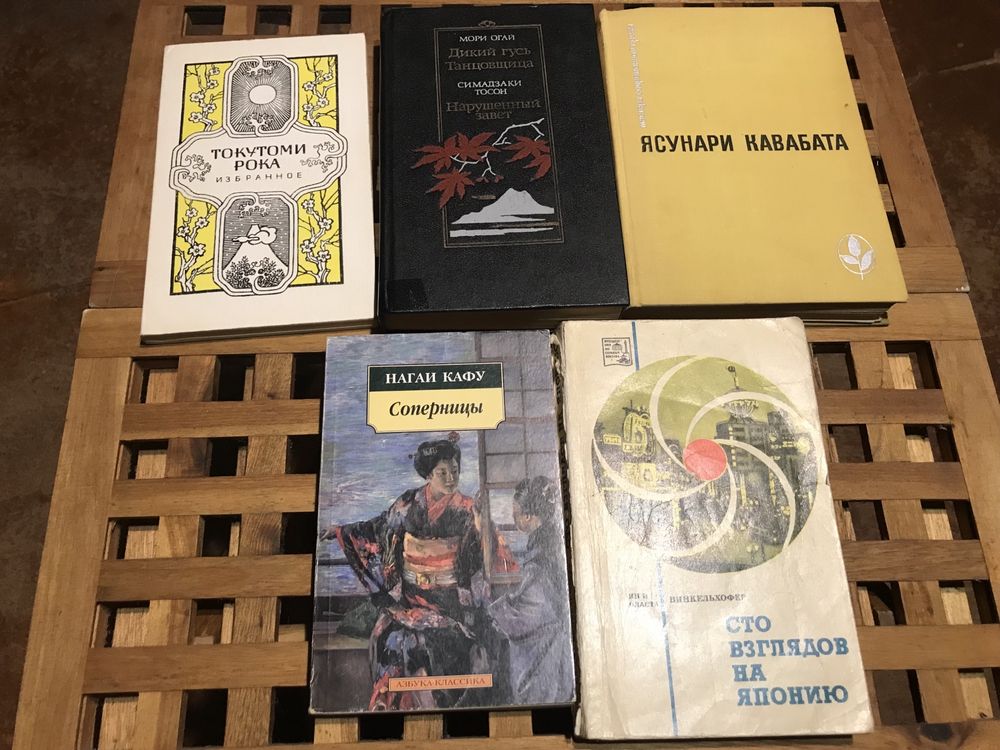 ТОКУТОМИ
РОКА
ИЗБРАННОЕ
МОРИ ОГАЙ
Дикий гусь
Танцовщица
СИМАДЗАКИ
ТОСОН
Нарушенный
завет
ЯСУНАРИ КАВАБАТА
НАГАИ КАФУ
Соперницы
АЗБУКА-КЛАССИКА
ВИНКЕЛЬХОФЕР
СТО
ВЗГЛЯДОВ
НА
ЯПОНИЮ